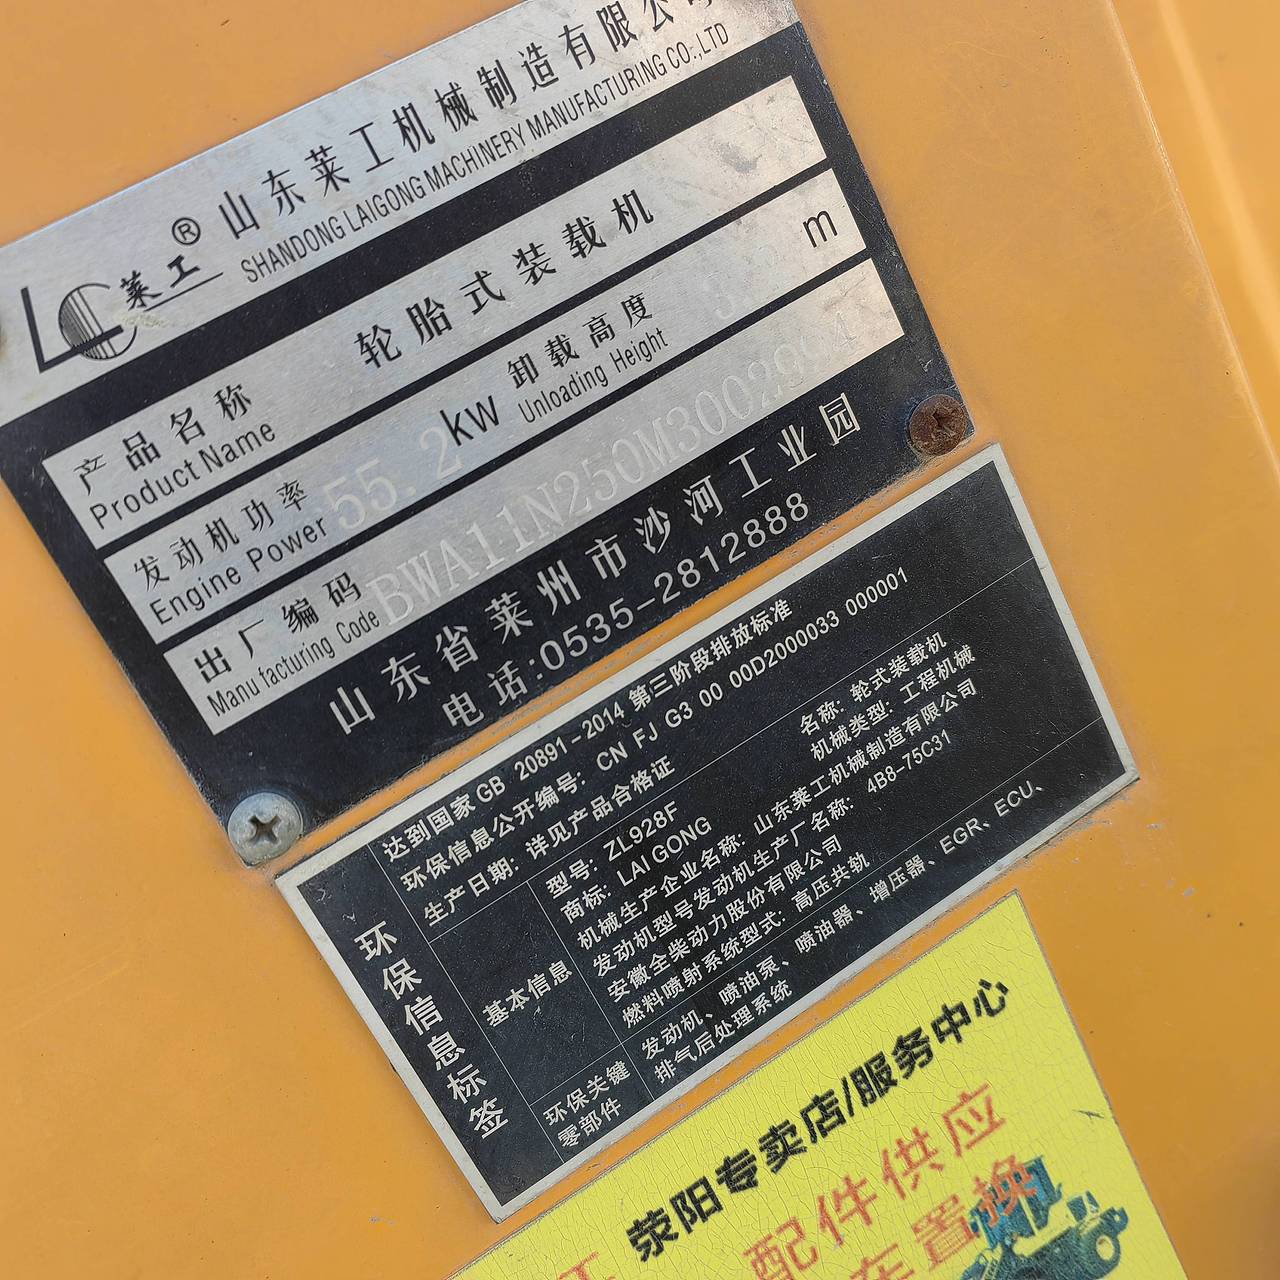 山东莱工机械制造有限公司
SHANDONG LAIGONG MACHINERY MANUFACTURING CO.,LTD
莱工 ®
产品名称 轮胎式装载机
Product Name
发动机功率 55.2kw 卸载高度 m
Engine Power Unloading Height
出厂编码
Manufacturing Code
山东省莱州市沙河工业园
电话:0535-2812888
环保信息标签
达到国家GB 20891-2014 第三阶段排放标准
环保信息公开编号: CN FJ G3 00 00D2000033 000001
生产日期: 详见产品合格证
基本信息
型号: ZL928F 名称: 轮式装载机
商标: LAI GONG 机械类型: 工程机械
机械生产企业名称: 山东莱工机械制造有限公司
发动机型号发动机生产厂名称: 4B8-75C31
安徽全柴动力股份有限公司
燃料喷射系统型式: 高压共轨
环保关键零部件
发动机、喷油泵、喷油器、增压器、EGR、ECU、
排气后处理系统
荥阳专卖店/服务中心
配件供应
车置换